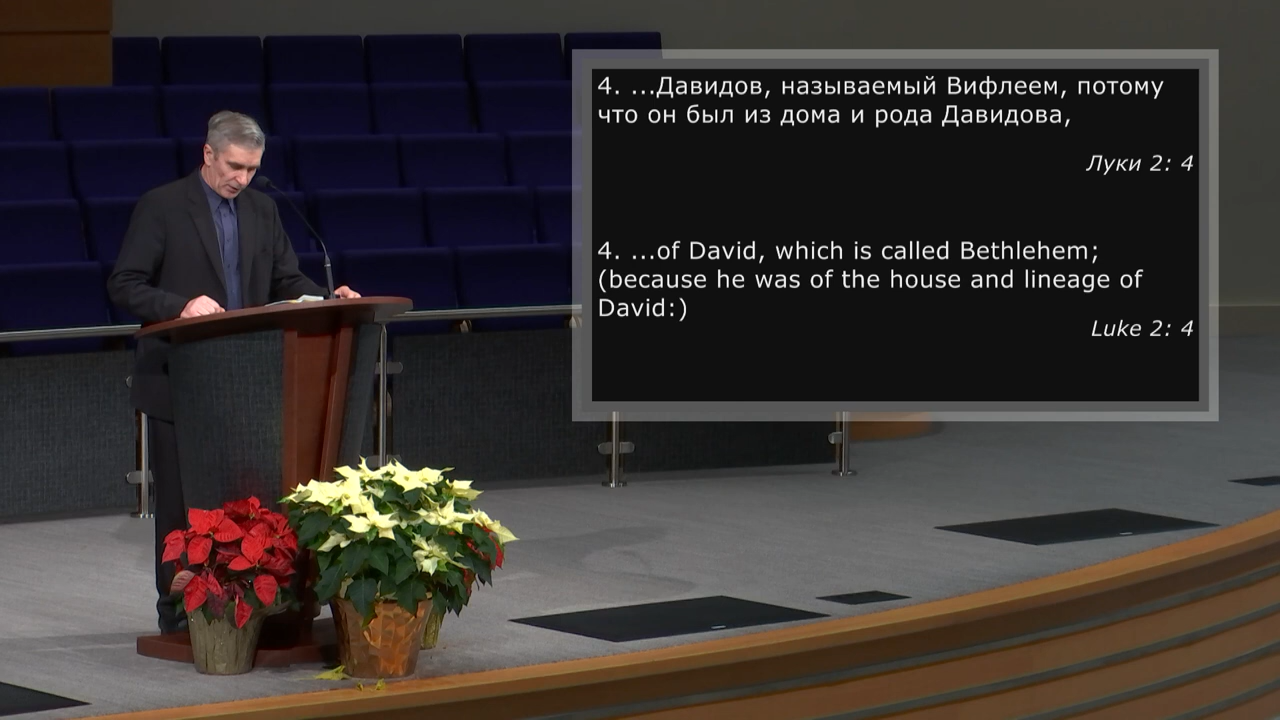 4. ...Давидов, называемый Вифлеем, потому
что он был из дома и рода Давидова,
Луки 2: 4
4. ...of David, which is called Bethlehem;
(because he was of the house and lineage of
David:)
Luke 2: 4